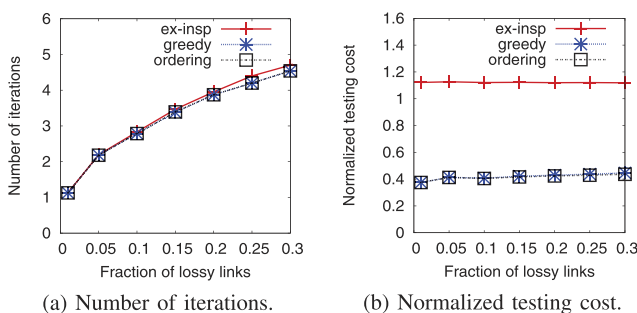 Number of iterations
6
5
4
3
2
1
0
ex-insp
greedy
ordering
0 0.05 0.1 0.15 0.2 0.25 0.3
Fraction of lossy links
(a) Number of iterations.
Normalized testing cost
1.6
1.4
1.2
1
0.8
0.6
0.4
0.2
0
ex-insp
greedy
ordering
0 0.05 0.1 0.15 0.2 0.25 0.3
Fraction of lossy links
(b) Normalized testing cost.